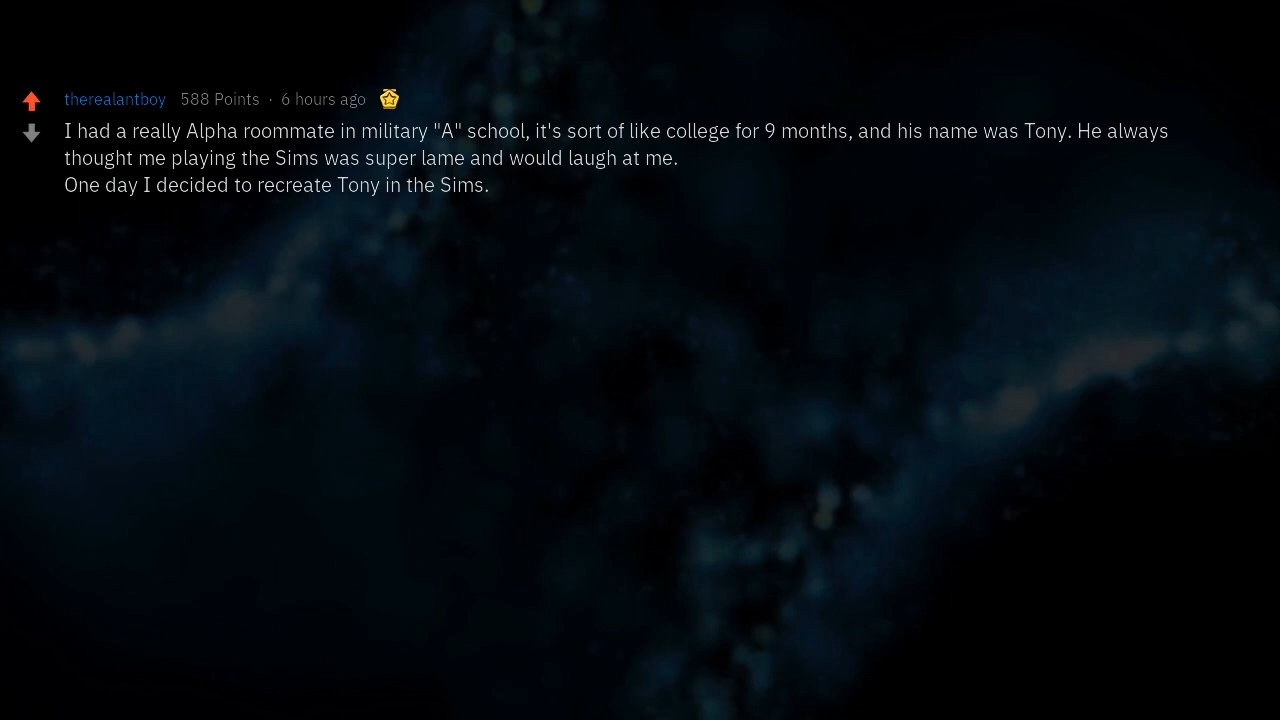 therealantboy 588 Points · 6 hours ago
I had a really Alpha roommate in military "A" school, it's sort of like college for 9 months, and his name was Tony. He always
thought me playing the Sims was super lame and would laugh at me.
One day I decided to recreate Tony in the Sims.